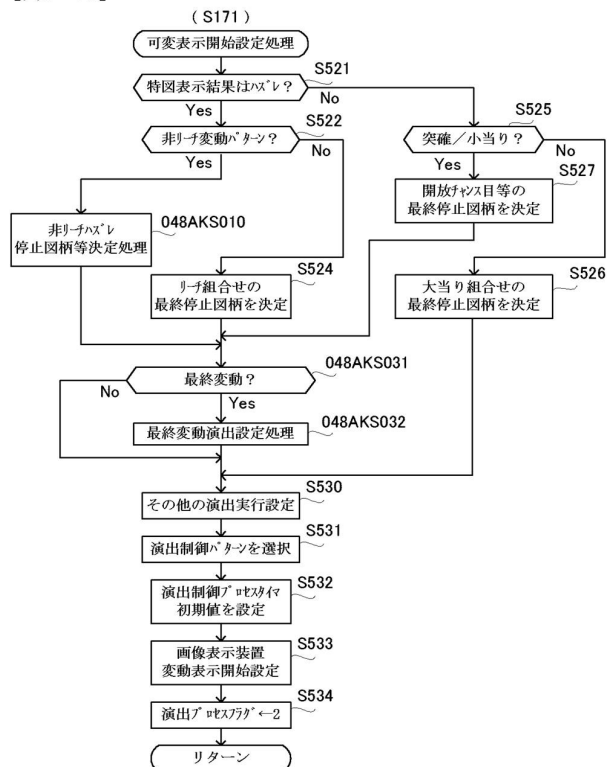 (S171)
可変表示開始設定処理
S521
特図表示結果はハズレ?
Yes
No
S522
非リーチ変動パターン?
Yes
No
S525
突確/小当り?
Yes
No
S527
開放チャンス目等の
最終停止図柄を決定
048AKS010
非リーチハズレ
停止図柄等決定処理
S524
リーチ組合せの
最終停止図柄を決定
S526
大当り組合せの
最終停止図柄を決定
048AKS031
最終変動?
No
Yes
048AKS032
最終変動演出設定処理
S530
その他の演出実行設定
S531
演出制御パターンを選択
S532
演出制御プロセスタイマ
初期値を設定
S533
画像表示装置
変動表示開始設定
S534
演出プロセスフラグ←2
リターン